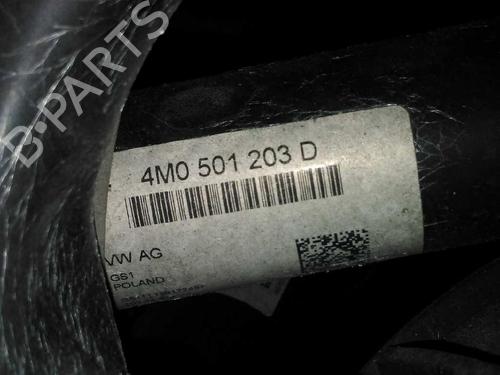 B-PARTS
4M0 501 203 D
VW AG
GS1
POLAND